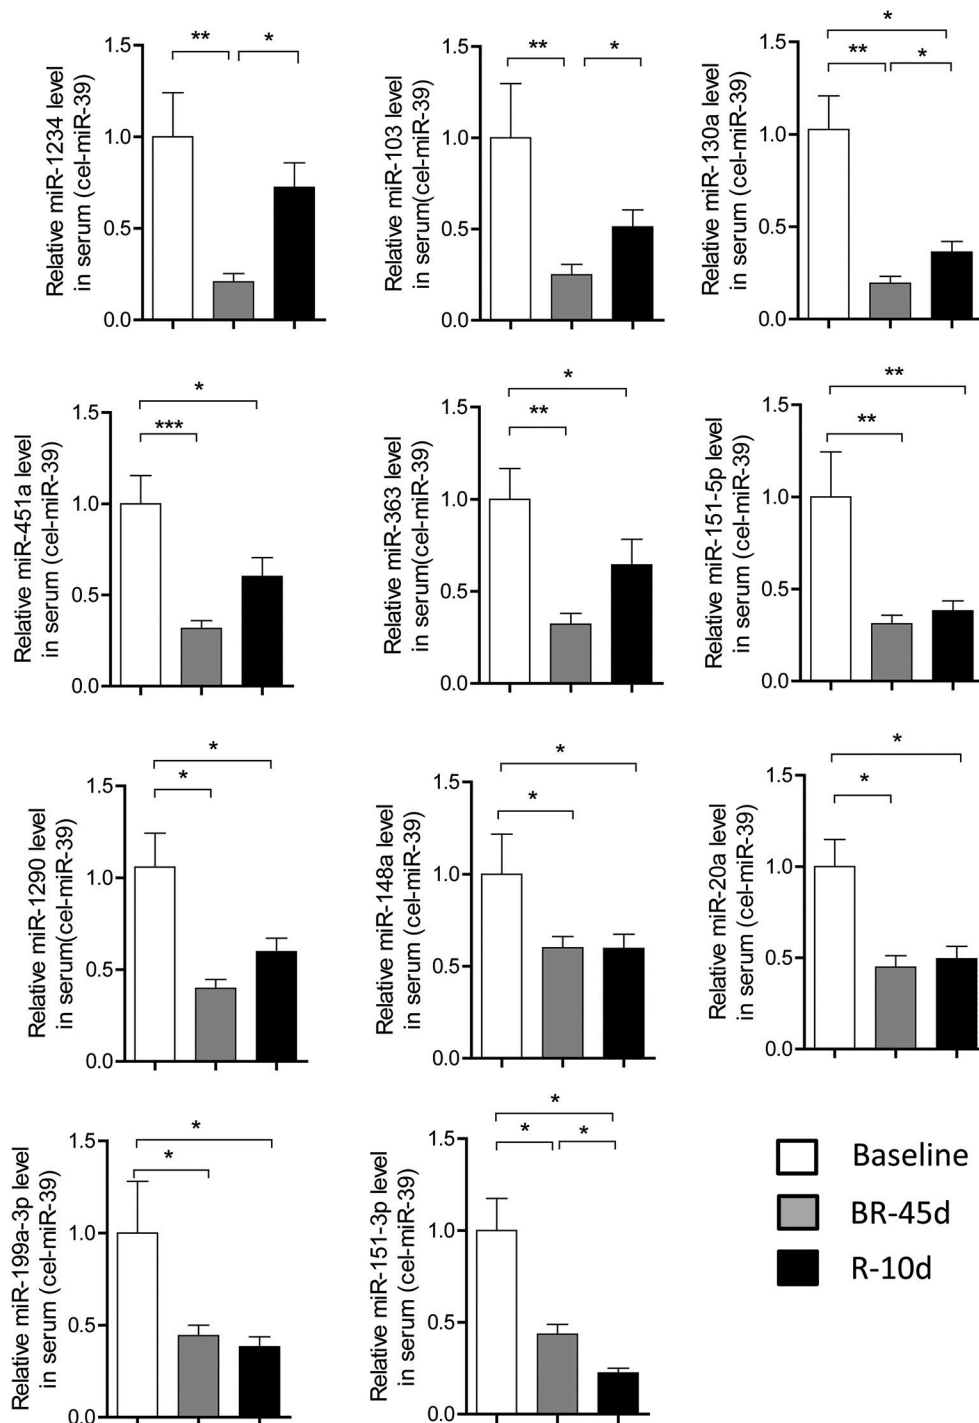 Relative miR-1234 level
in serum (cel-miR-39)
1.5
1.0
0.5
0.0
**
*
Relative miR-103 level
in serum(cel-miR-39)
1.5
1.0
0.5
0.0
**
*
Relative miR-130a level
in serum (cel-miR-39)
1.5
1.0
0.5
0.0
*
**
*
Relative miR-451a level
in serum (cel-miR-39)
1.5
1.0
0.5
0.0
*
***
Relative miR-363 level
in serum(cel-miR-39)
1.5
1.0
0.5
0.0
*
**
Relative miR-151-5p level
in serum (cel-miR-39)
1.5
1.0
0.5
0.0
**
**
Relative miR-1290 level
in serum(cel-miR-39)
1.5
1.0
0.5
0.0
*
*
Relative miR-148a level
in serum (cel-miR-39)
1.5
1.0
0.5
0.0
*
*
Relative miR-20a level
in serum (cel-miR-39)
1.5
1.0
0.5
0.0
*
*
Relative miR-199a-3p level
in serum (cel-miR-39)
1.5
1.0
0.5
0.0
*
*
Relative miR-151-3p level
in serum (cel-miR-39)
1.5
1.0
0.5
0.0
*
*
*
Baseline
BR-45d
R-10d